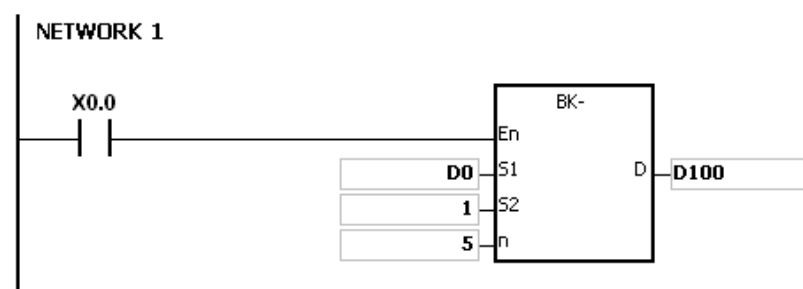 NETWORK 1
X0.0
BK-
En
D0 S1 D D100
1 S2
5 n